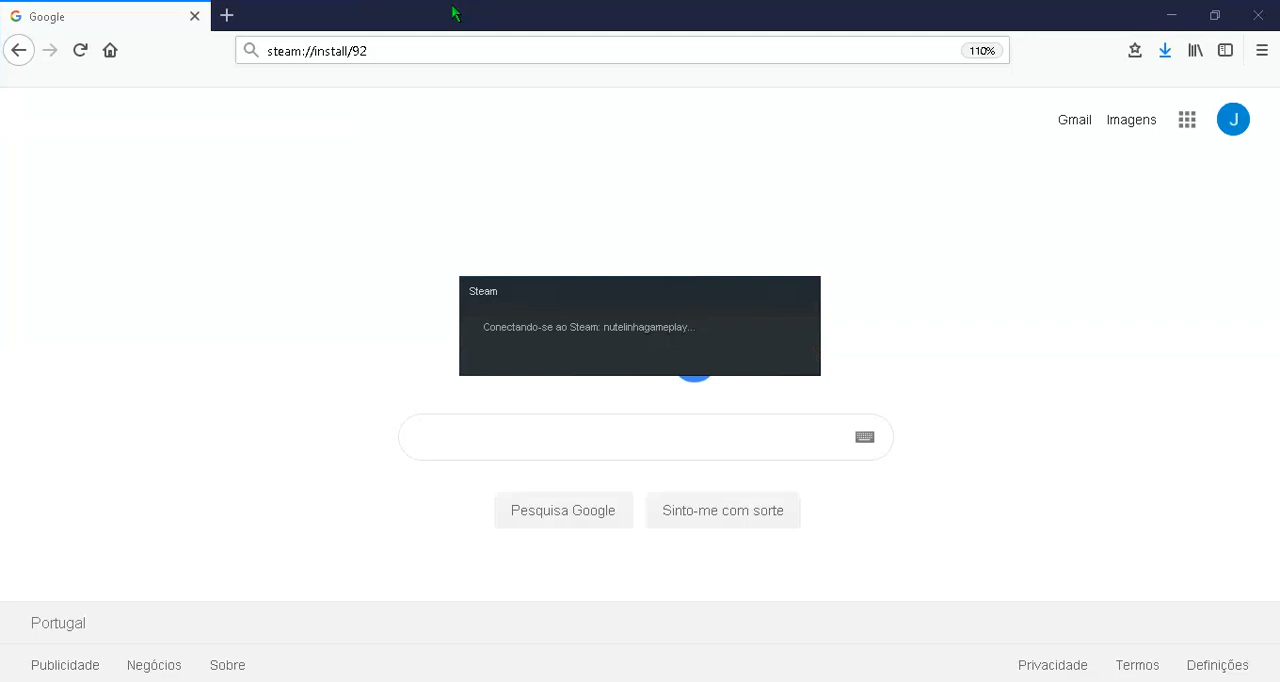 Google
steam://install/92
110%
Gmail
Imagens
J
Steam
Conectando-se ao Steam: nutelinhagameplay...
Pesquisa Google
Sinto-me com sorte
Portugal
Publicidade
Negócios
Sobre
Privacidade
Termos
Definições